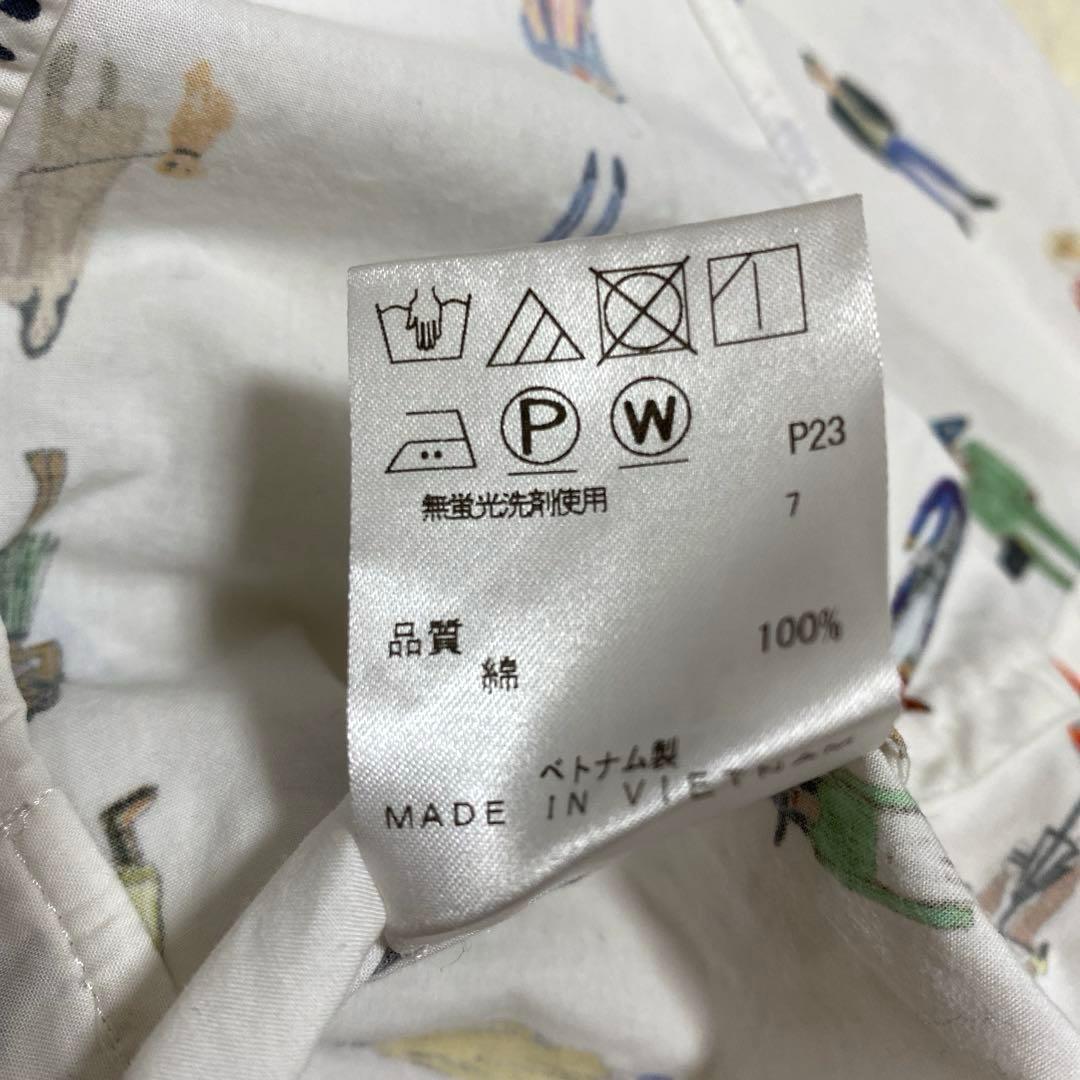 P W P23
無蛍光洗剤使用 7
品質
綿 100%
ベトナム製
MADE IN VIETNAM